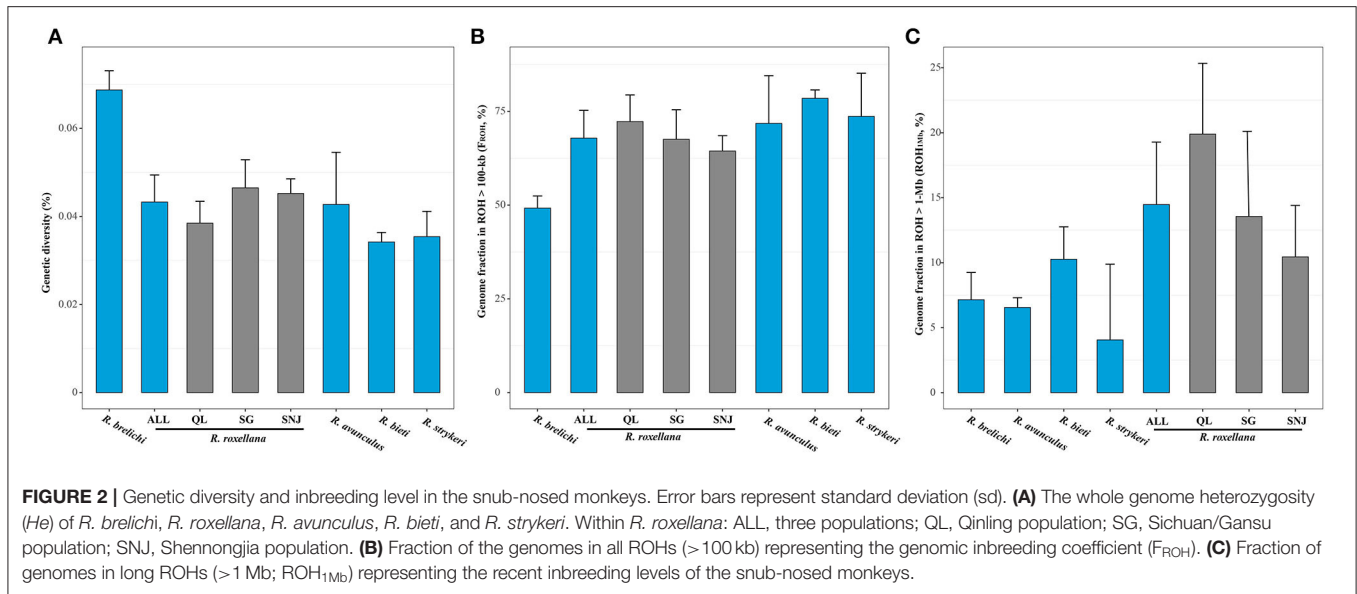 A
Genetic diversity (%)
0.06
0.04
0.02
0
R. brelichi
ALL
QL
SG
SNJ
R. roxellana
R. avunculus
R. bieti
R. strykeri
B
Genome fraction in ROH > 100-kb (FROH, %)
75
50
25
0
R. brelichi
ALL
QL
SG
SNJ
R. roxellana
R. avunculus
R. bieti
R. strykeri
C
Genome fraction in ROH > 1-Mb (ROH1Mb, %)
25
20
15
10
5
0
R. brelichi
R. avunculus
R. bieti
R. strykeri
ALL
QL
SG
SNJ
R. roxellana
FIGURE 2 | Genetic diversity and inbreeding level in the snub-nosed monkeys. Error bars represent standard deviation (sd). (A) The whole genome heterozygosity
(He) of R. brelichi, R. roxellana, R. avunculus, R. bieti, and R. strykeri. Within R. roxellana: ALL, three populations; QL, Qinling population; SG, Sichuan/Gansu
population; SNJ, Shennongjia population. (B) Fraction of the genomes in all ROHs (>100 kb) representing the genomic inbreeding coefficient (FROH). (C) Fraction of
genomes in long ROHs (>1 Mb; ROH1Mb) representing the recent inbreeding levels of the snub-nosed monkeys.